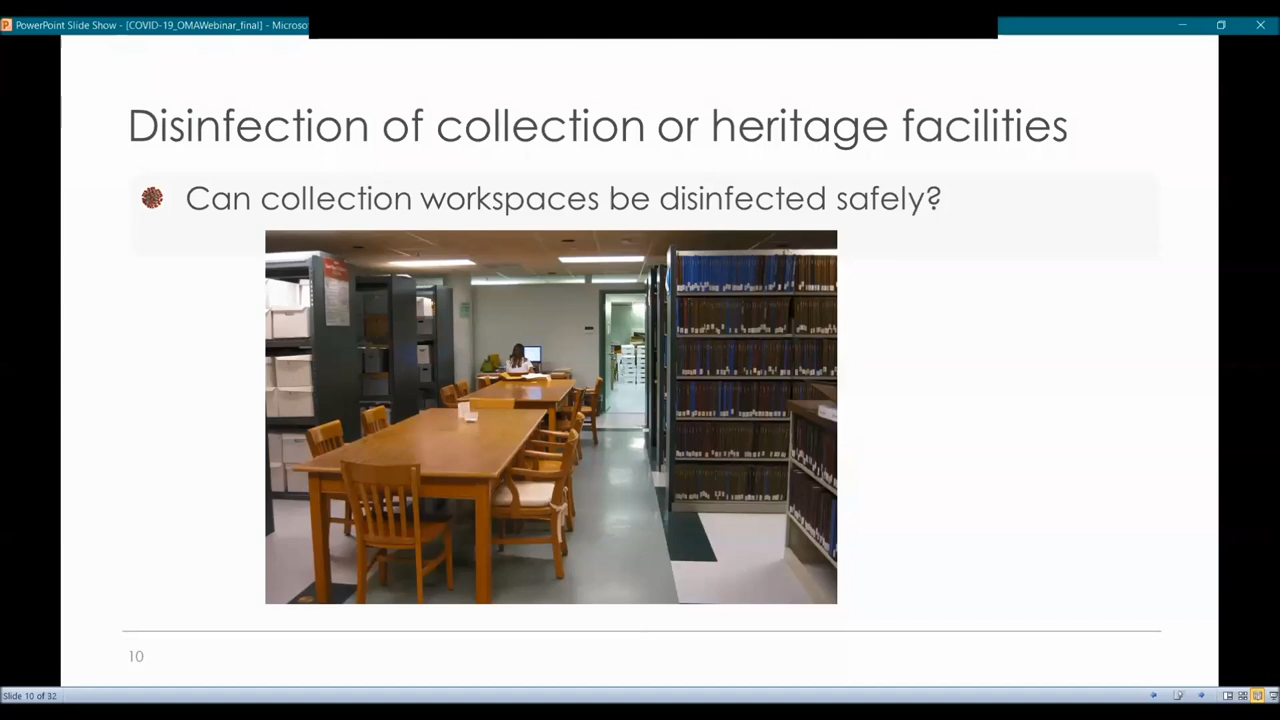 PowerPoint Slide Show - [COVID-19_OMAWebinar_final] - Microso
Disinfection of collection or heritage facilities
Can collection workspaces be disinfected safely?
10
Slide 10 of 32